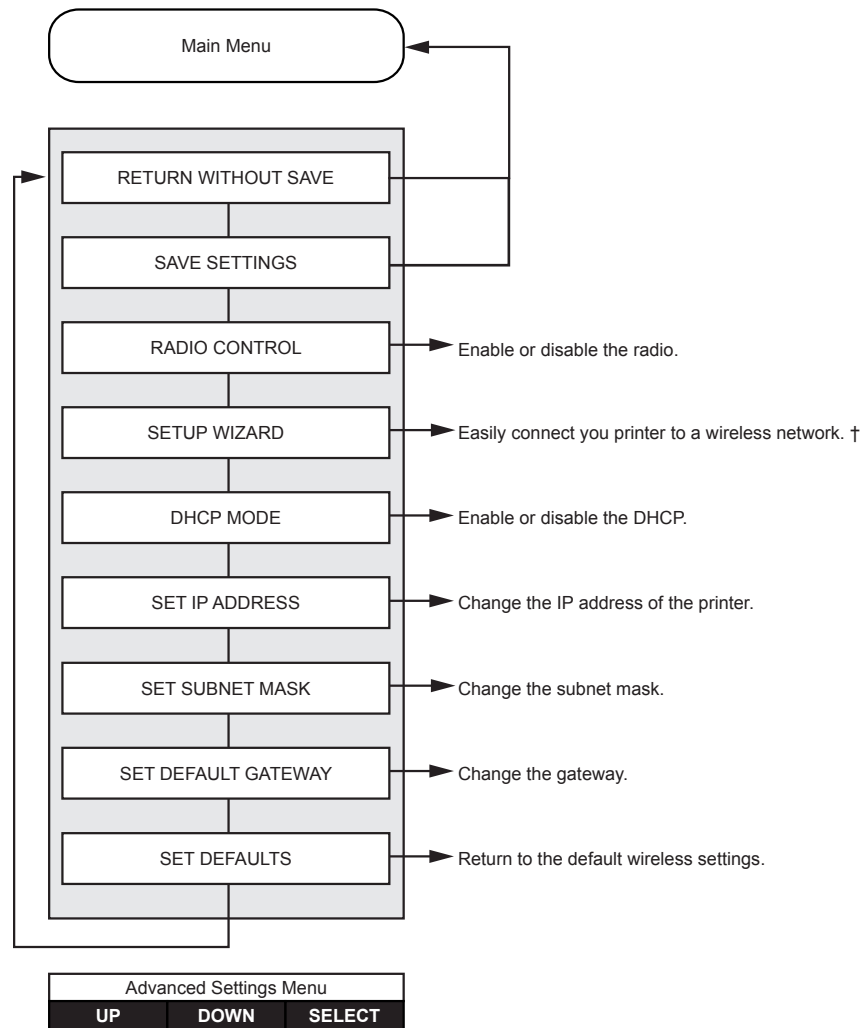 Main Menu
RETURN WITHOUT SAVE
SAVE SETTINGS
RADIO CONTROL
Enable or disable the radio.
SETUP WIZARD
Easily connect you printer to a wireless network. †
DHCP MODE
Enable or disable the DHCP.
SET IP ADDRESS
Change the IP address of the printer.
SET SUBNET MASK
Change the subnet mask.
SET DEFAULT GATEWAY
Change the gateway.
SET DEFAULTS
Return to the default wireless settings.
Advanced Settings Menu
UP DOWN SELECT